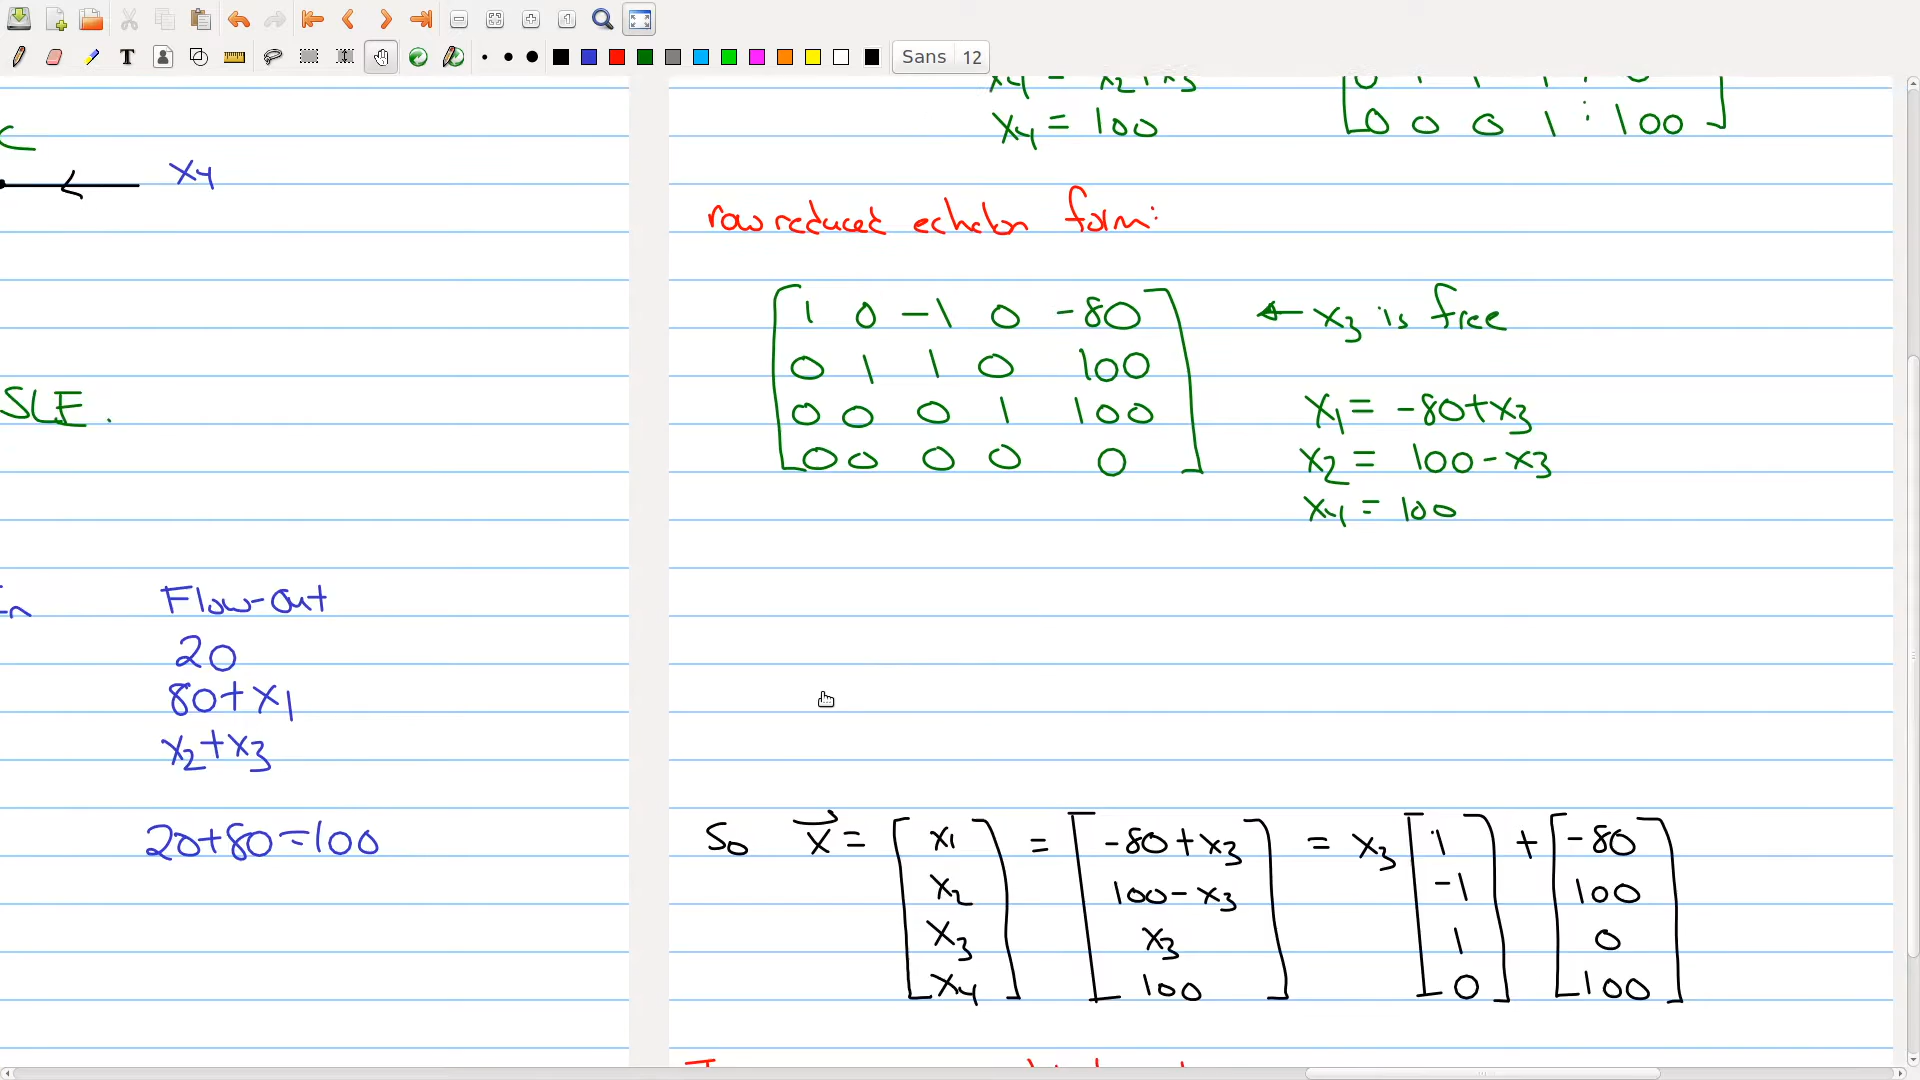 Sans 12
C
x4
SLE.
Flow-out
20
80+x1
x2+x3
20+80=100
x4 = x2+x3
x4 = 100
0 0 0 1 : 100
row reduced echelon form:
1 0 -1 0 -80
0 1 1 0 100
0 0 0 1 100
0 0 0 0 0
← x3 is free
x1 = -80+x3
x2 = 100-x3
x4 = 100
So x⃗ = [x1 x2 x3 x4] = [-80+x3 100-x3 x3 100] = x3 [1 -1 1 0] + [-80 100 0 100]